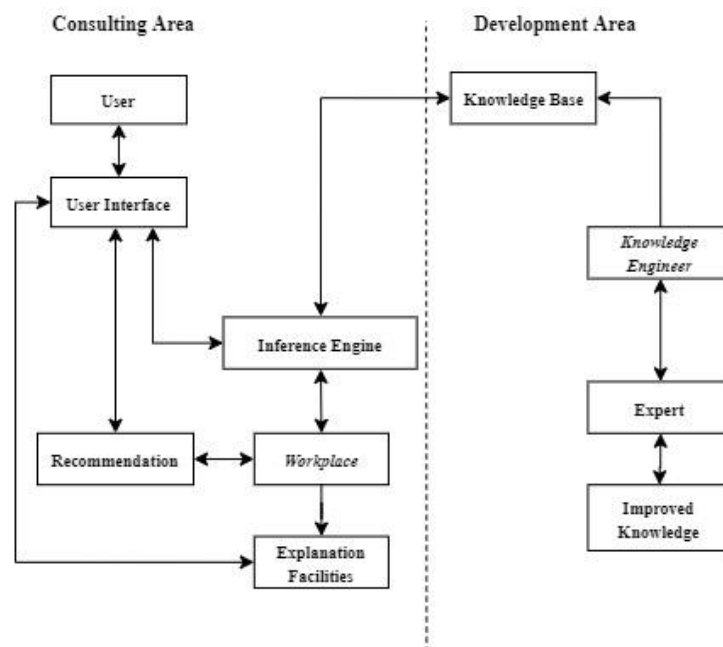 Consulting Area
Development Area
User
Knowledge Base
User Interface
Knowledge
Engineer
Inference Engine
Expert
Recommendation
Workplace
Improved
Knowledge
Explanation
Facilities